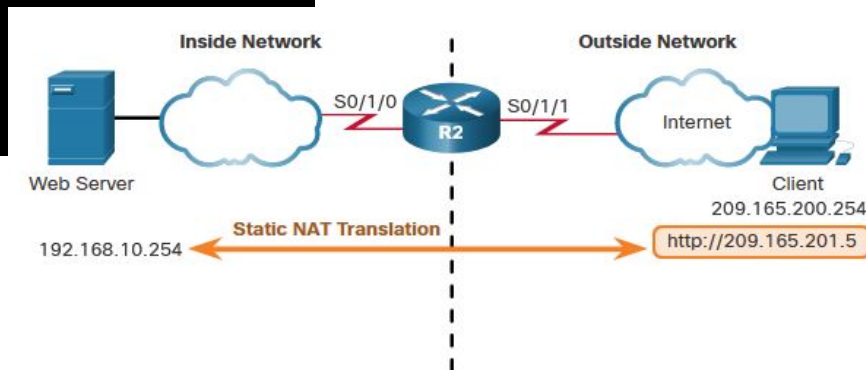 Inside Network
Outside Network
S0/1/0
S0/1/1
R2
Internet
Web Server
Client
209.165.200.254
Static NAT Translation
192.168.10.254
http://209.165.201.5